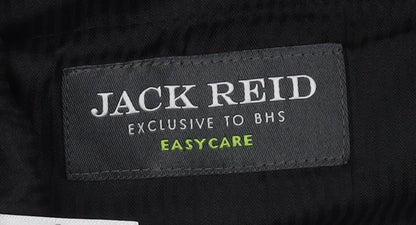 JACK REID
EXCLUSIVE TO BHS
EASYCARE